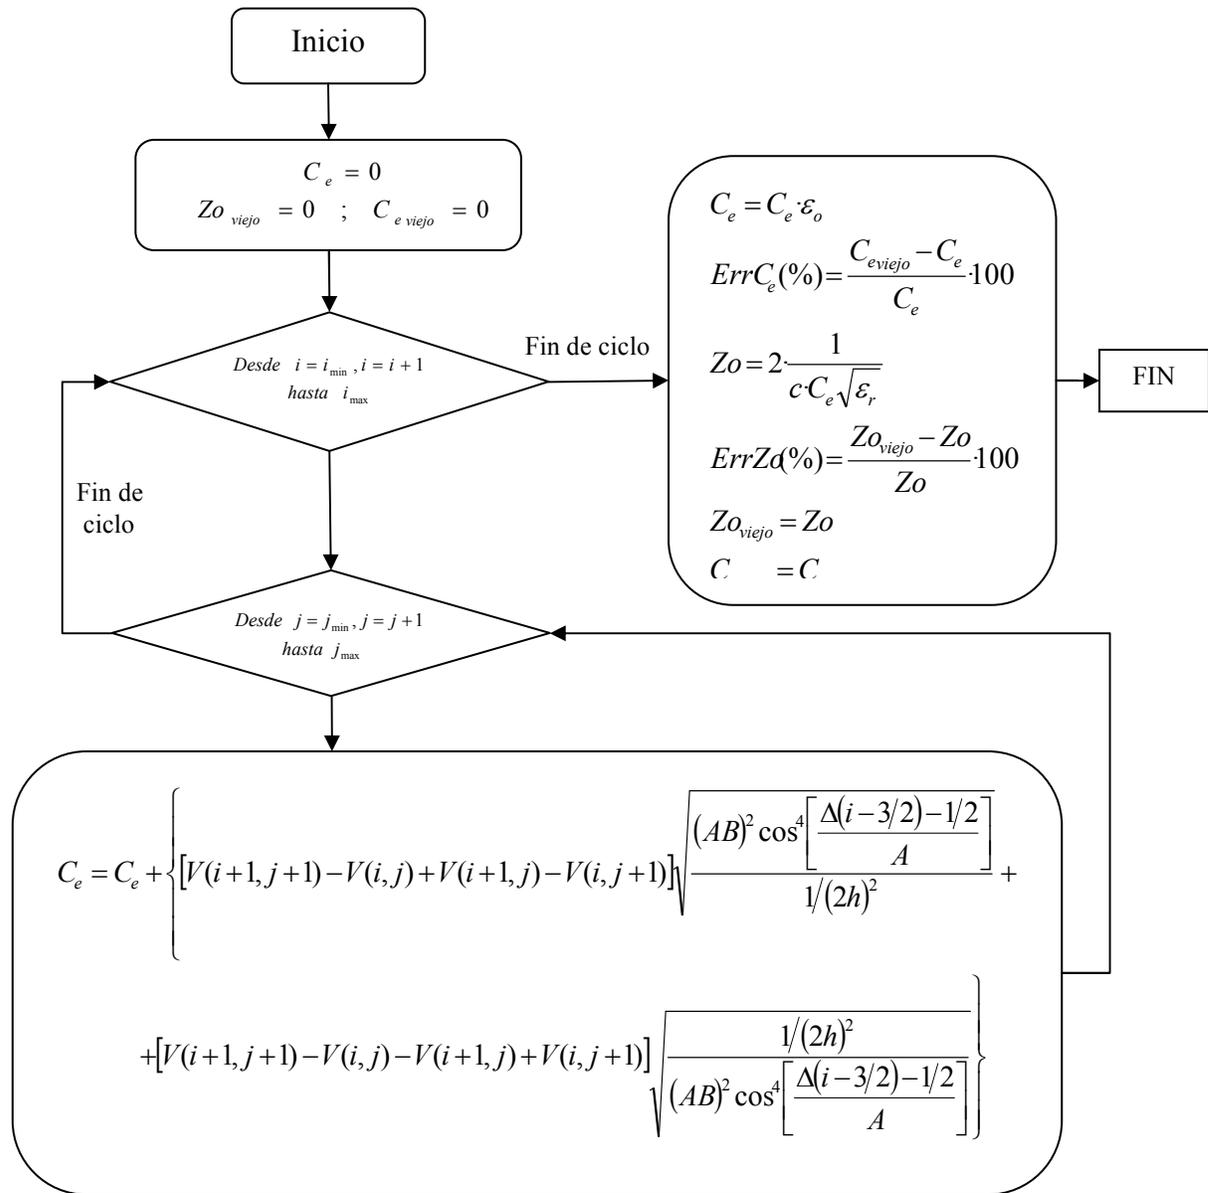 Inicio
C_e = 0
Zo_viejo = 0 ; C_e viejo = 0
Desde i = i_min, i = i + 1
hasta i_max
Fin de ciclo
C_e = C_e·ε_o
ErrC_e(%) = (C_eviejo − C_e)/C_e ·100
Zo = 2· 1/(c·C_e √ε_r)
ErrZo(%) = (Zo_viejo − Zo)/Zo ·100
Zo_viejo = Zo
C = C
FIN
Fin de
ciclo
Desde j = j_min, j = j + 1
hasta j_max
C_e = C_e + {[V(i+1, j+1) − V(i, j) + V(i+1, j) − V(i, j+1)] √((AB)² cos⁴[(Δ(i−3/2)−1/2)/A] / (1/(2h)²)) +
+[V(i+1, j+1) − V(i, j) − V(i+1, j) + V(i, j+1)] √((1/(2h)²) / ((AB)² cos⁴[(Δ(i−3/2)−1/2)/A]))}